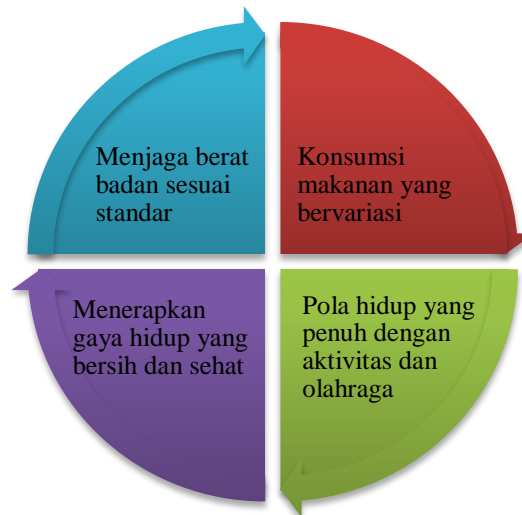 Menjaga berat
badan sesuai
standar
Konsumsi
makanan yang
bervariasi
Menerapkan
gaya hidup yang
bersih dan sehat
Pola hidup yang
penuh dengan
aktivitas dan
olahraga